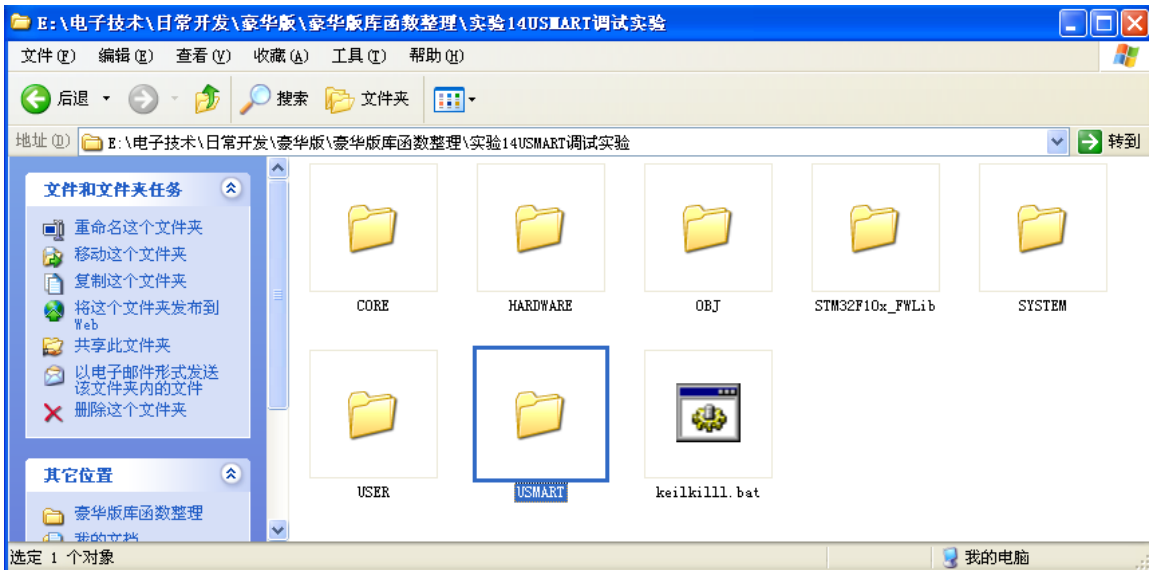 E:\电子技术\日常开发\豪华版\豪华版库函数整理\实验14USMART调试实验
文件(F) 编辑(E) 查看(V) 收藏(A) 工具(T) 帮助(H)
后退 搜索 文件夹
地址(D) E:\电子技术\日常开发\豪华版\豪华版库函数整理\实验14USMART调试实验 转到
文件和文件夹任务
重命名这个文件夹
移动这个文件夹
复制这个文件夹
将这个文件夹发布到
Web
共享此文件夹
以电子邮件形式发送
该文件夹内的文件
删除这个文件夹
其它位置
豪华版库函数整理
我的文档
CORE HARDWARE OBJ STM32F10x_FWLib SYSTEM
USER USMART keilkilll.bat
选定 1 个对象 我的电脑